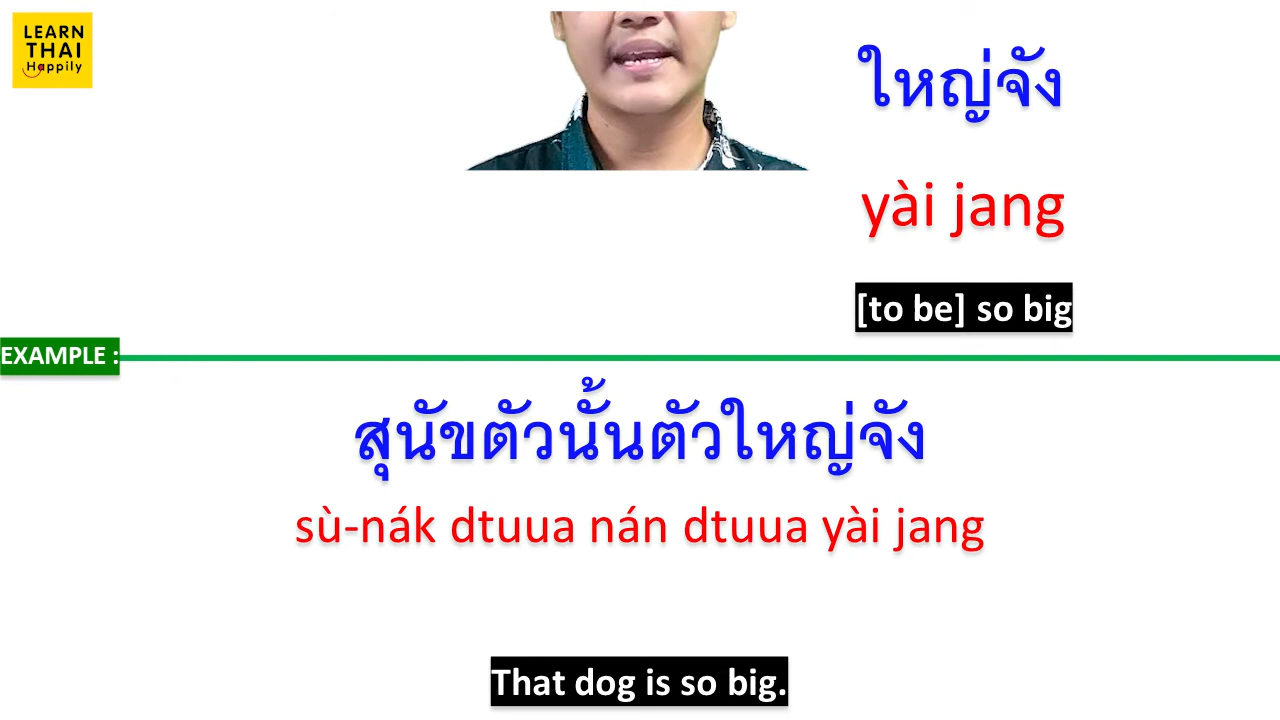 LEARN
THAI
Happily
ใหญ่จัง
yài jang
[to be] so big
EXAMPLE :
สุนัขตัวนั้นตัวใหญ่จัง
sù-nák dtuua nán dtuua yài jang
That dog is so big.